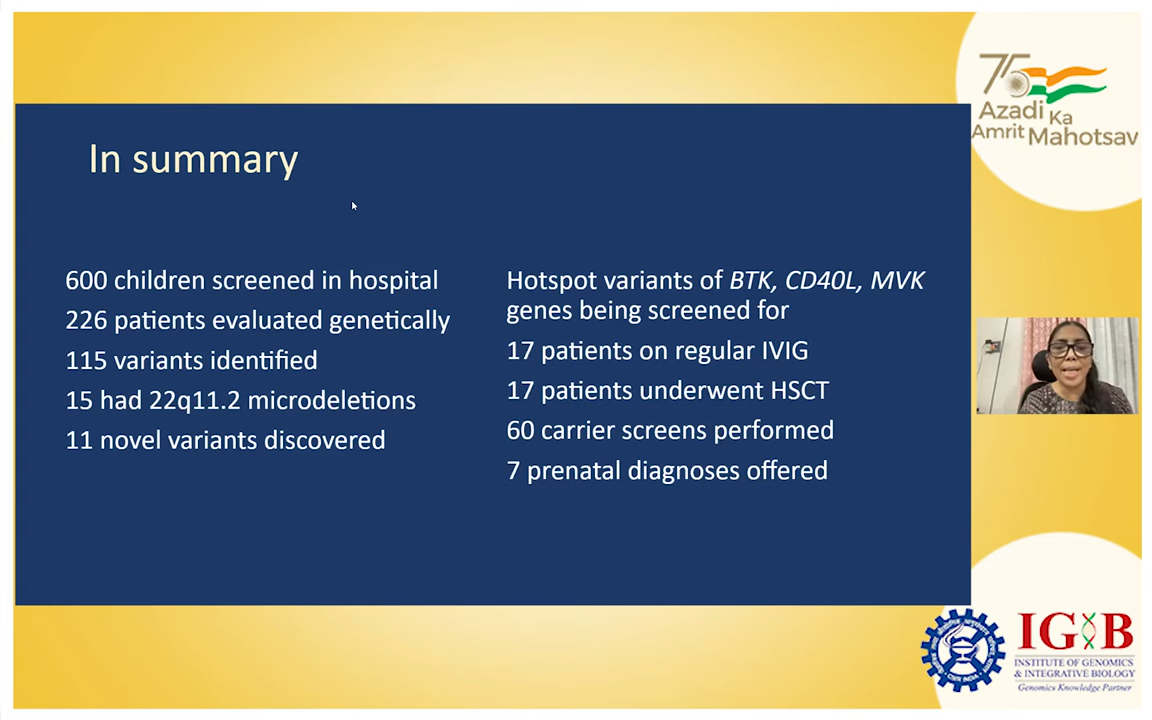 In summary
600 children screened in hospital
226 patients evaluated genetically
115 variants identified
15 had 22q11.2 microdeletions
11 novel variants discovered
Hotspot variants of BTK, CD40L, MVK
genes being screened for
17 patients on regular IVIG
17 patients underwent HSCT
60 carrier screens performed
7 prenatal diagnoses offered
75
Azadi Ka
Amrit Mahotsav
IGIB
INSTITUTE OF GENOMICS
& INTEGRATIVE BIOLOGY
Genomics Knowledge Partner